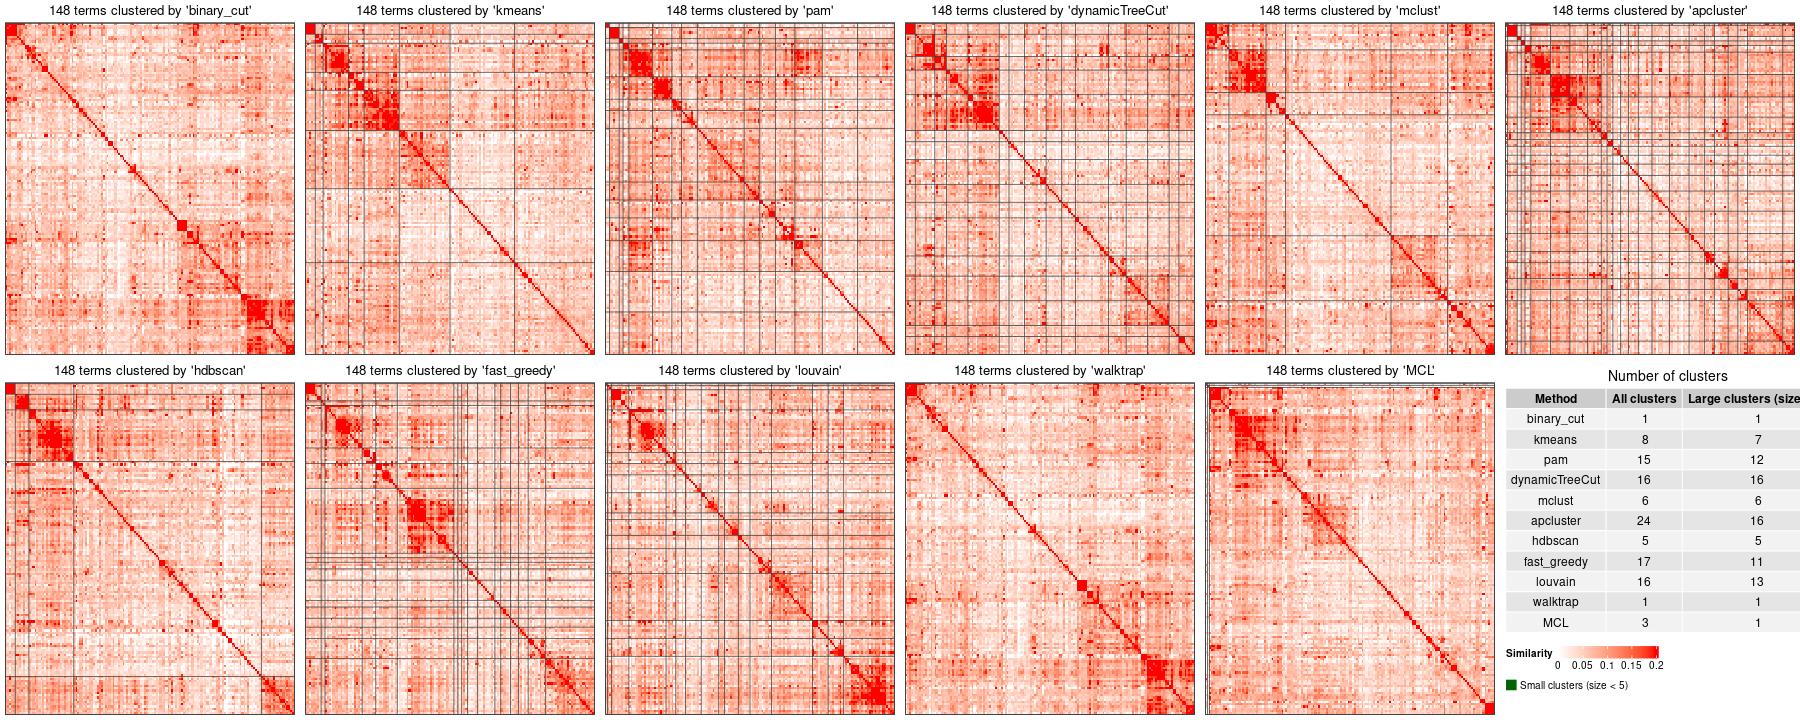 148 terms clustered by 'binary_cut'
148 terms clustered by 'kmeans'
148 terms clustered by 'pam'
148 terms clustered by 'dynamicTreeCut'
148 terms clustered by 'mclust'
148 terms clustered by 'apcluster'
148 terms clustered by 'hdbscan'
148 terms clustered by 'fast_greedy'
148 terms clustered by 'louvain'
148 terms clustered by 'walktrap'
148 terms clustered by 'MCL'
Number of clusters
Method All clusters Large clusters (size
binary_cut 1 1
kmeans 8 7
pam 15 12
dynamicTreeCut 16 16
mclust 6 6
apcluster 24 16
hdbscan 5 5
fast_greedy 17 11
louvain 16 13
walktrap 1 1
MCL 3 1
Similarity
0 0.05 0.1 0.15 0.2
Small clusters (size < 5)